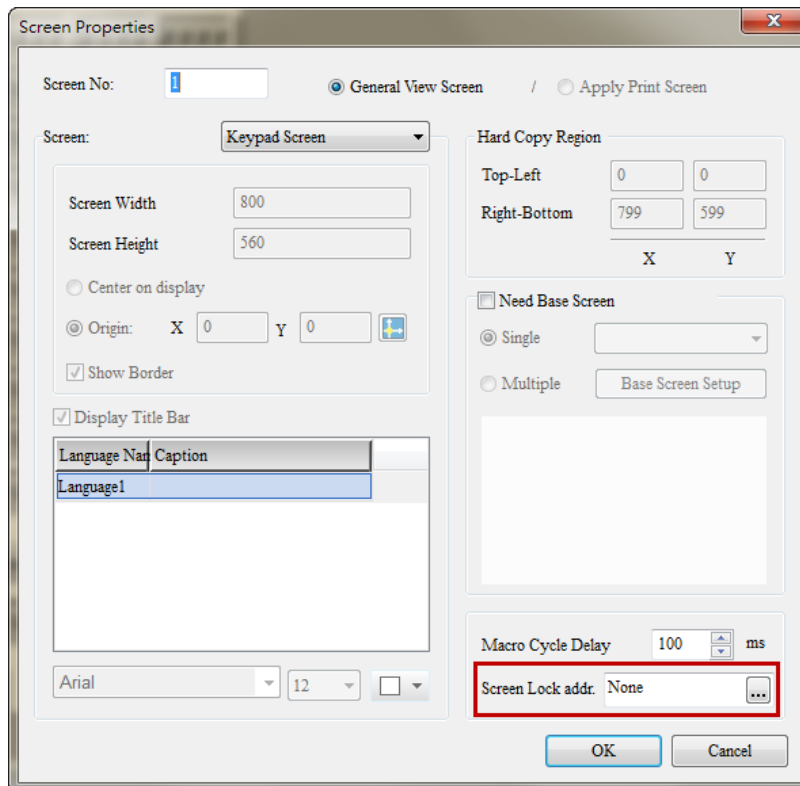 Screen Properties
Screen No: 1 General View Screen / Apply Print Screen
Screen: Keypad Screen
Screen Width 800
Screen Height 560
Center on display
Origin: X 0 Y 0
Show Border
Display Title Bar
Language Nan Caption
Language1
Arial 12
Hard Copy Region
Top-Left 0 0
Right-Bottom 799 599
X Y
Need Base Screen
Single
Multiple Base Screen Setup
Macro Cycle Delay 100 ms
Screen Lock addr. None ...
OK Cancel